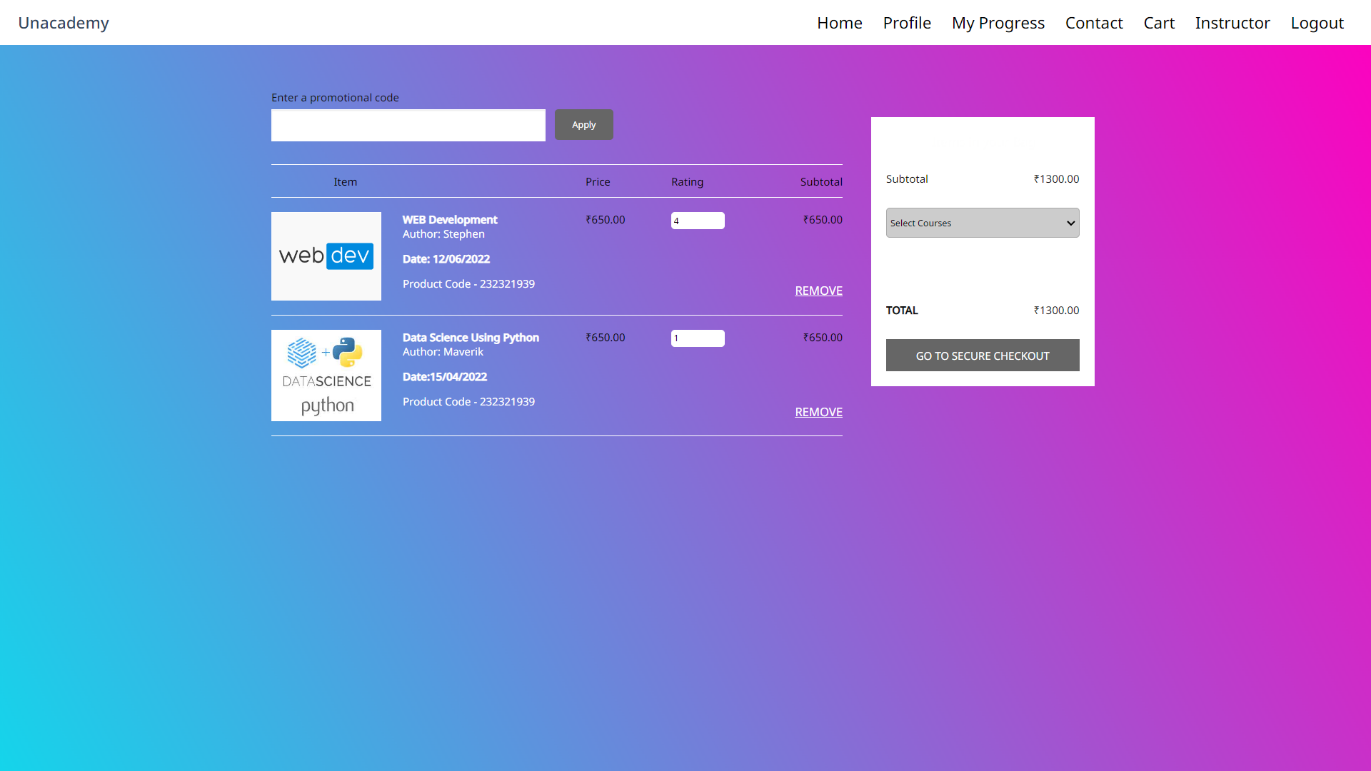 Unacademy
Home Profile My Progress Contact Cart Instructor Logout
Enter a promotional code
Apply
Item Price Rating Subtotal
web dev
WEB Development ₹650.00 4 ₹650.00
Author: Stephen
Date: 12/06/2022
Product Code - 232321939
REMOVE
+
DATASCIENCE
python
Data Science Using Python ₹650.00 1 ₹650.00
Author: Maverik
Date:15/04/2022
Product Code - 232321939
REMOVE
Subtotal ₹1300.00
Select Courses
TOTAL ₹1300.00
GO TO SECURE CHECKOUT